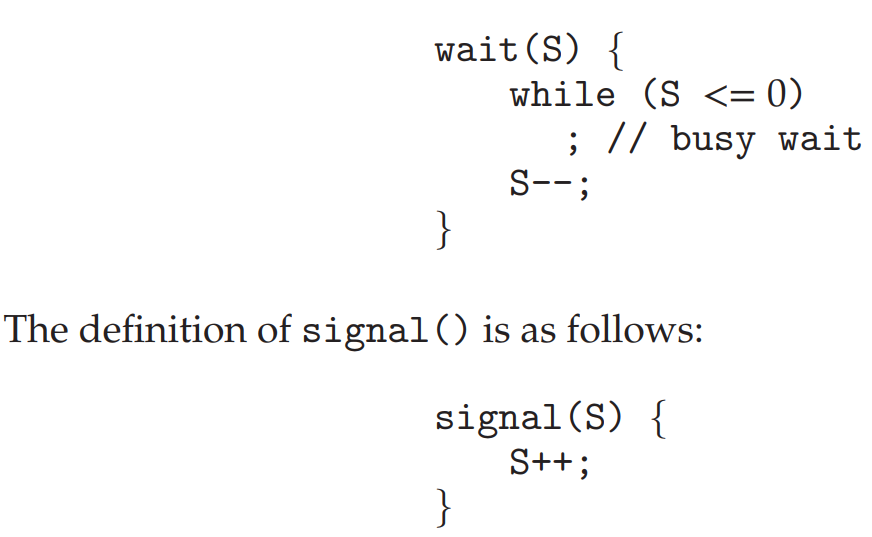 wait(S) {
while (S <= 0)
; // busy wait
S--;
}
The definition of signal() is as follows:
signal(S) {
S++;
}